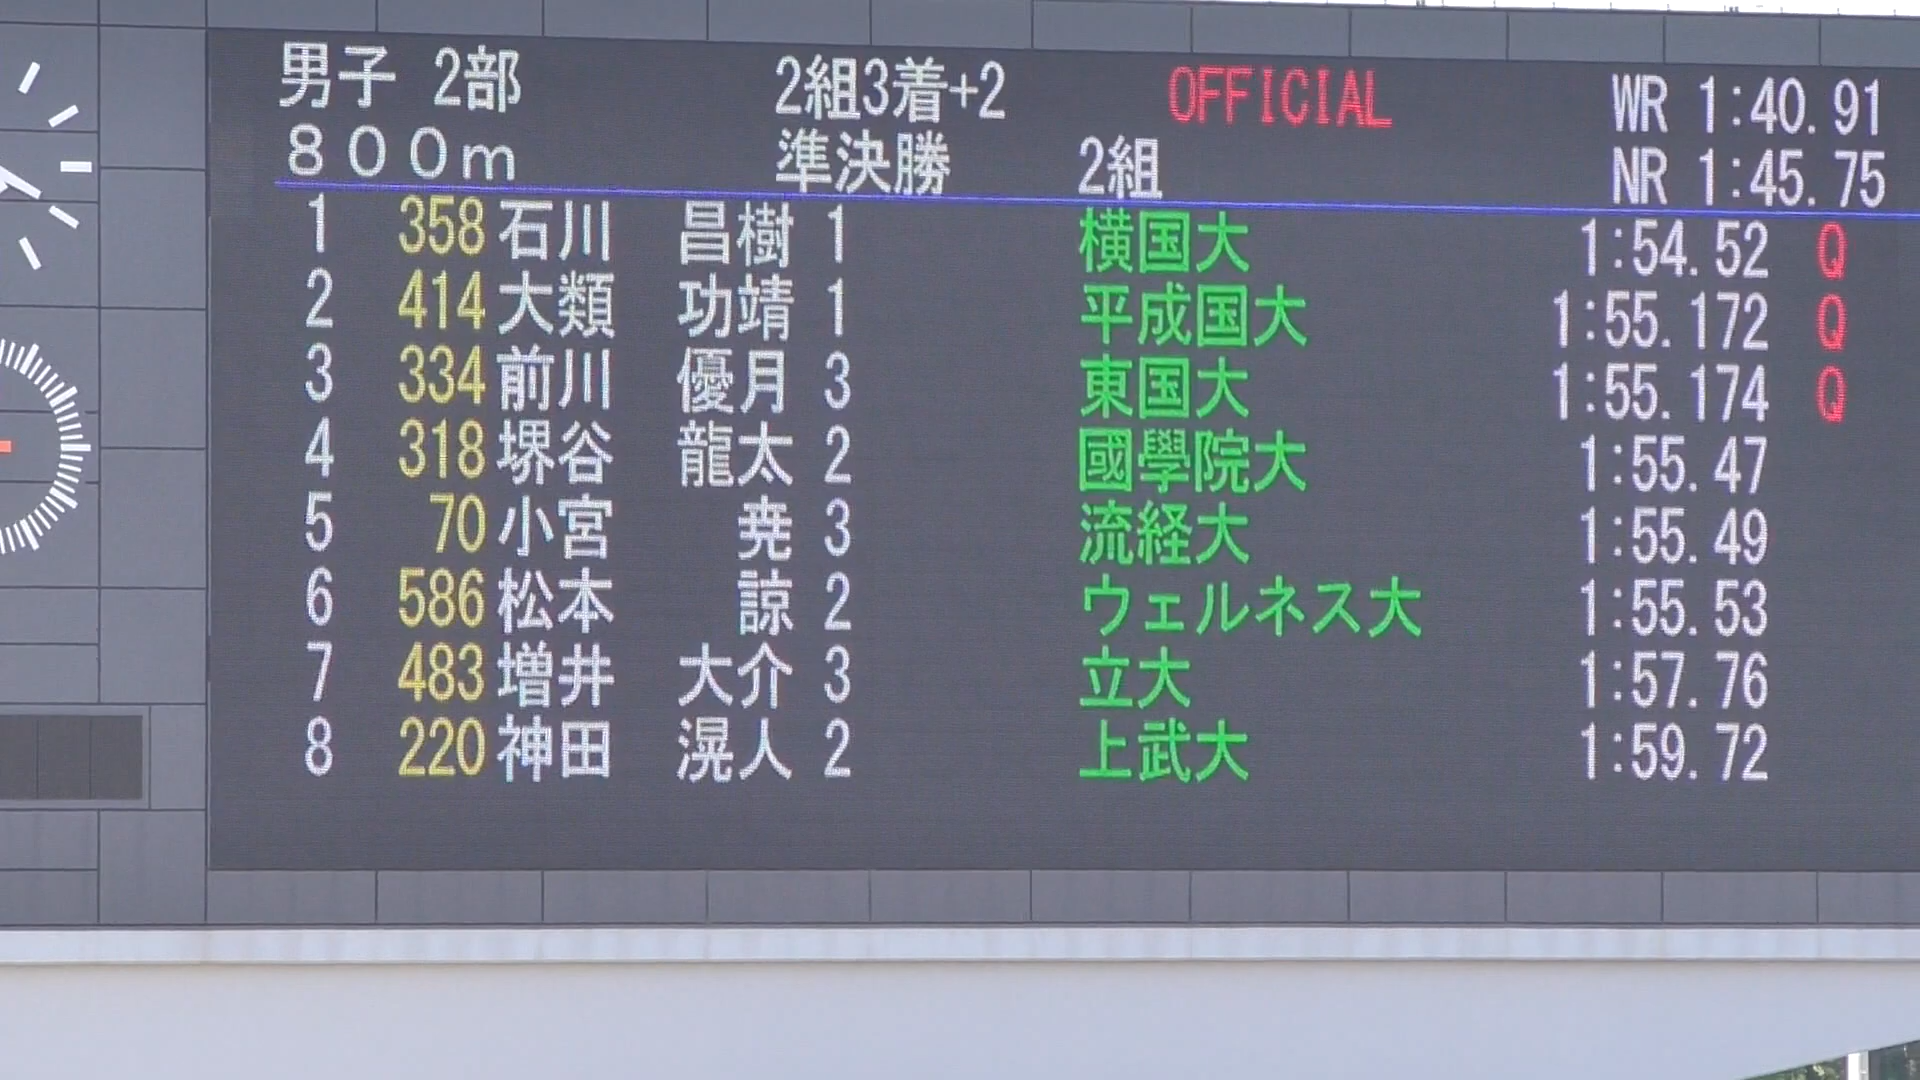 男子 2部 2組3着+2 OFFICIAL WR 1:40.91
800m 準決勝 2組 NR 1:45.75
1 358 石川 昌樹 1 横国大 1:54.52 Q
2 414 大類 功靖 1 平成国大 1:55.172 Q
3 334 前川 優月 3 東国大 1:55.174 Q
4 318 堺谷 龍太 2 國學院大 1:55.47
5 70 小宮 尭 3 流経大 1:55.49
6 586 松本 諒 2 ウェルネス大 1:55.53
7 483 増井 大介 3 立大 1:57.76
8 220 神田 滉人 2 上武大 1:59.72